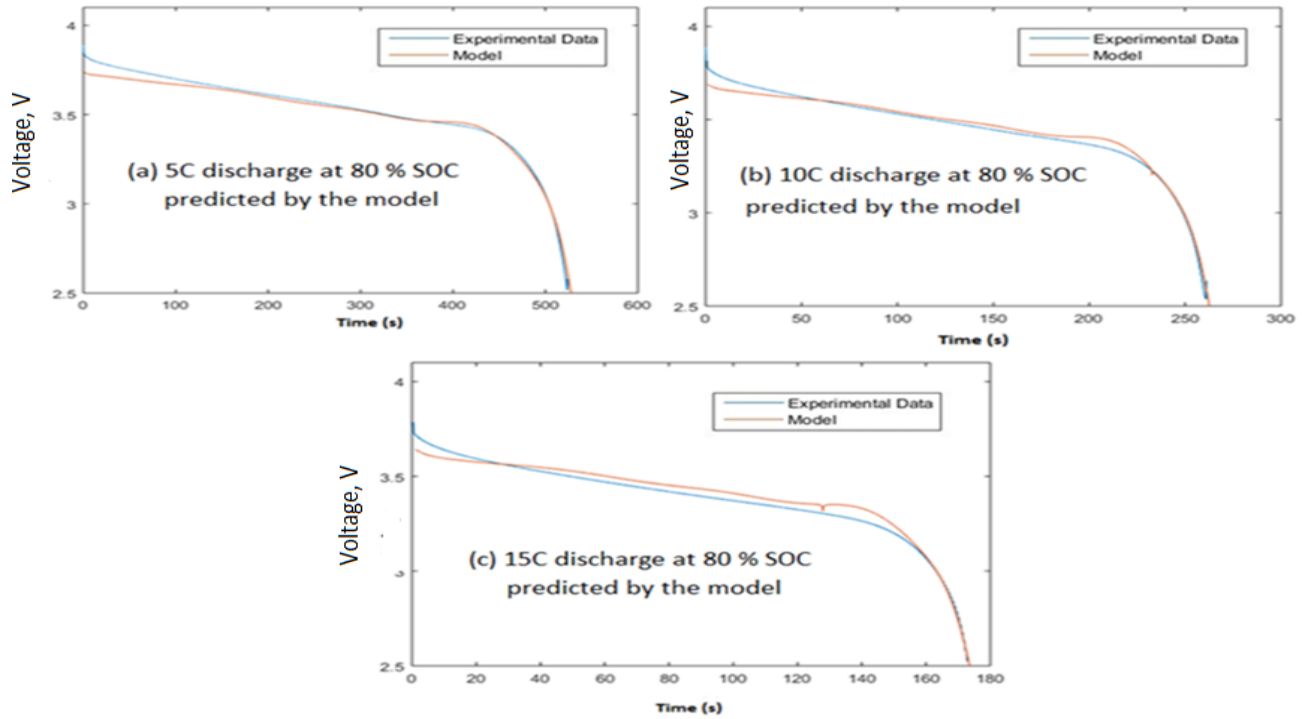 4
3.5
3
2.5
Voltage, V
Experimental Data
Model
(a) 5C discharge at 80 % SOC
predicted by the model
0 100 200 300 400 500 600
Time (s)
4
3
2.5
Voltage, V
Experimental Data
Model
(b) 10C discharge at 80 % SOC
predicted by the model
0 50 100 150 200 250 300
Time (s)
4
3.5
3
2.5
Voltage, V
Experimental Data
Model
(c) 15C discharge at 80 % SOC
predicted by the model
0 20 40 60 80 100 120 140 160 180
Time (s)